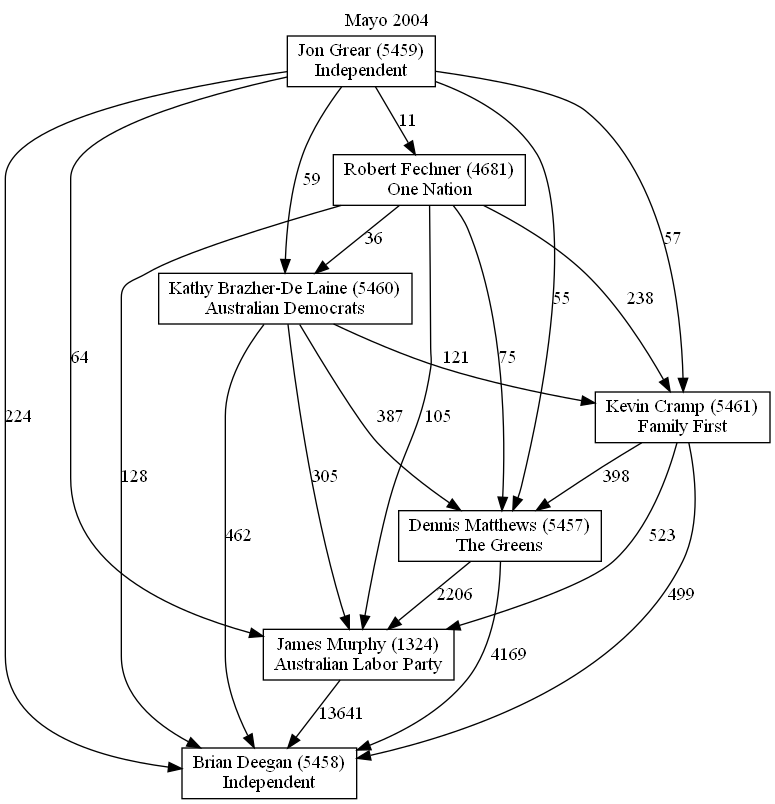 Mayo 2004
Jon Grear (5459)
Independent
11
Robert Fechner (4681)
One Nation
59
36
57
Kathy Brazher-De Laine (5460)
Australian Democrats
55
238
64
121
75
Kevin Cramp (5461)
Family First
224
387
105
128
305
398
Dennis Matthews (5457)
The Greens
462
523
2206
499
James Murphy (1324)
Australian Labor Party
4169
13641
Brian Deegan (5458)
Independent